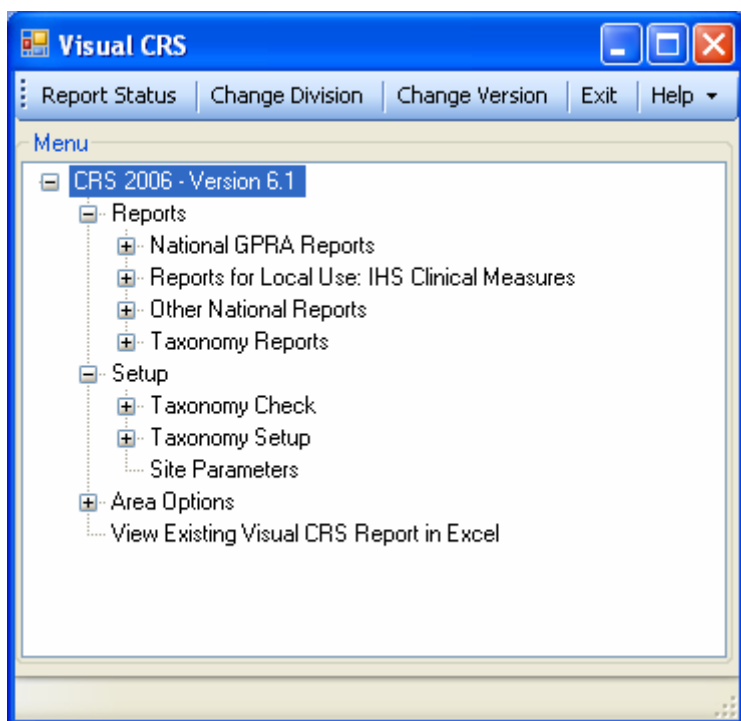 Visual CRS
Report Status Change Division Change Version Exit Help
Menu
CRS 2006 - Version 6.1
Reports
National GPRA Reports
Reports for Local Use: IHS Clinical Measures
Other National Reports
Taxonomy Reports
Setup
Taxonomy Check
Taxonomy Setup
Site Parameters
Area Options
View Existing Visual CRS Report in Excel